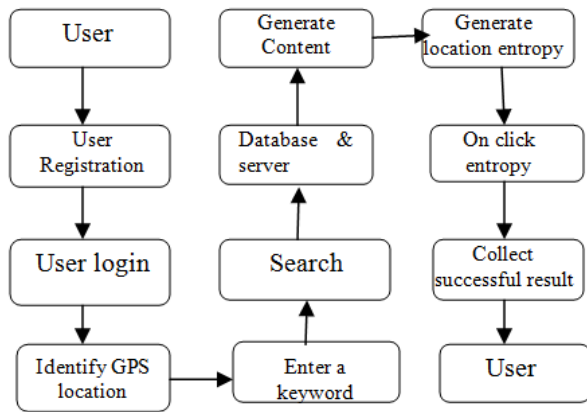 User
User
Registration
User login
Identify GPS
location
Enter a
keyword
Search
Database &
server
Generate
Content
Generate
location entropy
On click
entropy
Collect
successful result
User